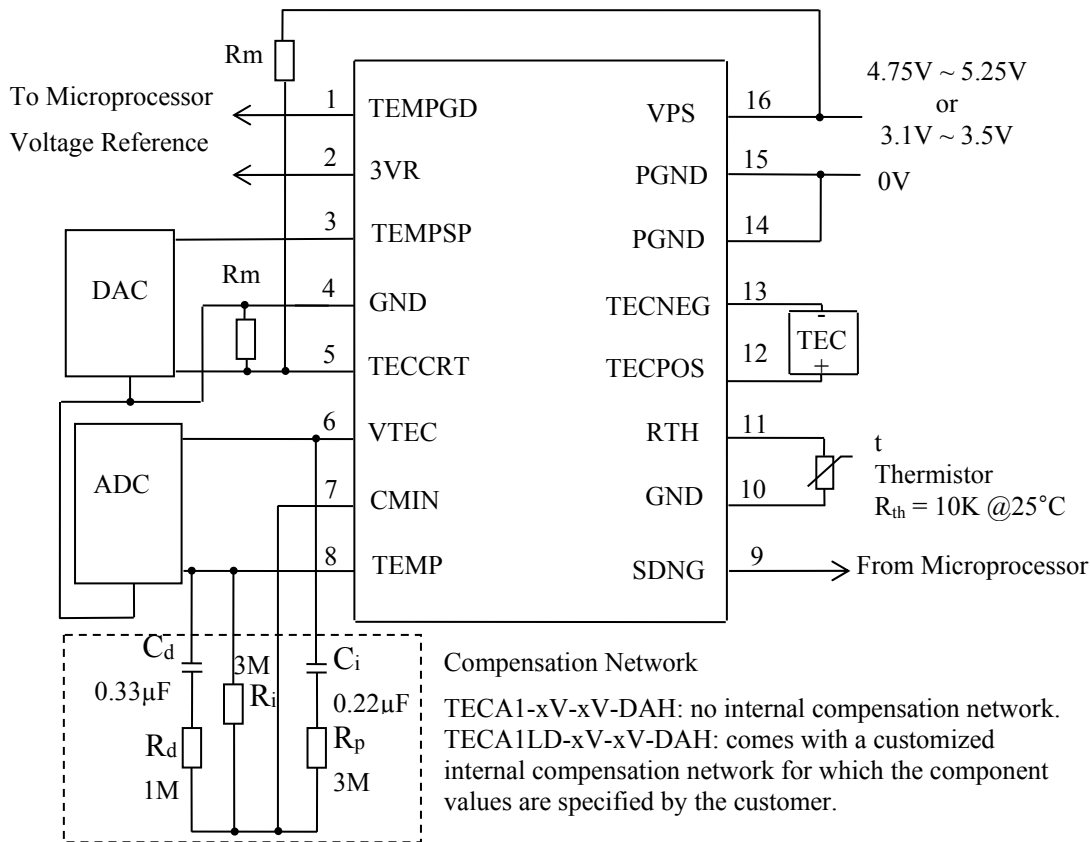 Rm
To Microprocessor
Voltage Reference
1
TEMPGD
2
3VR
3
TEMPSP
DAC
Rm
4
GND
5
TECCRT
6
VTEC
ADC
7
CMIN
8
TEMP
VPS
16
4.75V ~ 5.25V
or
3.1V ~ 3.5V
PGND
15
0V
PGND
14
TECNEG
13
-
TEC
+
TECPOS
12
RTH
11
t
Thermistor
Rth = 10K @25°C
GND
10
SDNG
9
From Microprocessor
Cd
0.33µF
3M
Ri
Ci
0.22µF
Rd
1M
Rp
3M
Compensation Network
TECA1-xV-xV-DAH: no internal compensation network.
TECA1LD-xV-xV-DAH: comes with a customized
internal compensation network for which the component
values are specified by the customer.